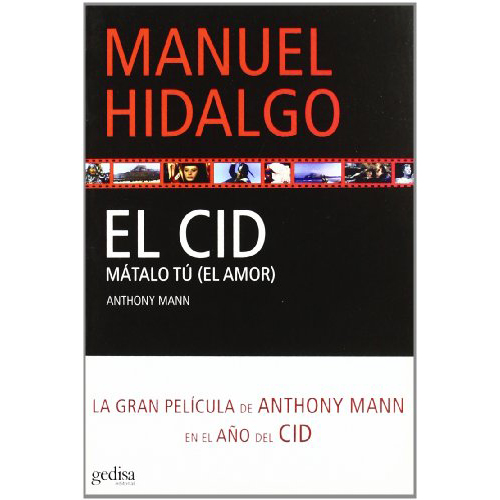 MANUEL
HIDALGO
EL CID
MÁTALO TÚ (EL AMOR)
ANTHONY MANN
LA GRAN PELÍCULA DE ANTHONY MANN
EN EL AÑO DEL CID
gedisa